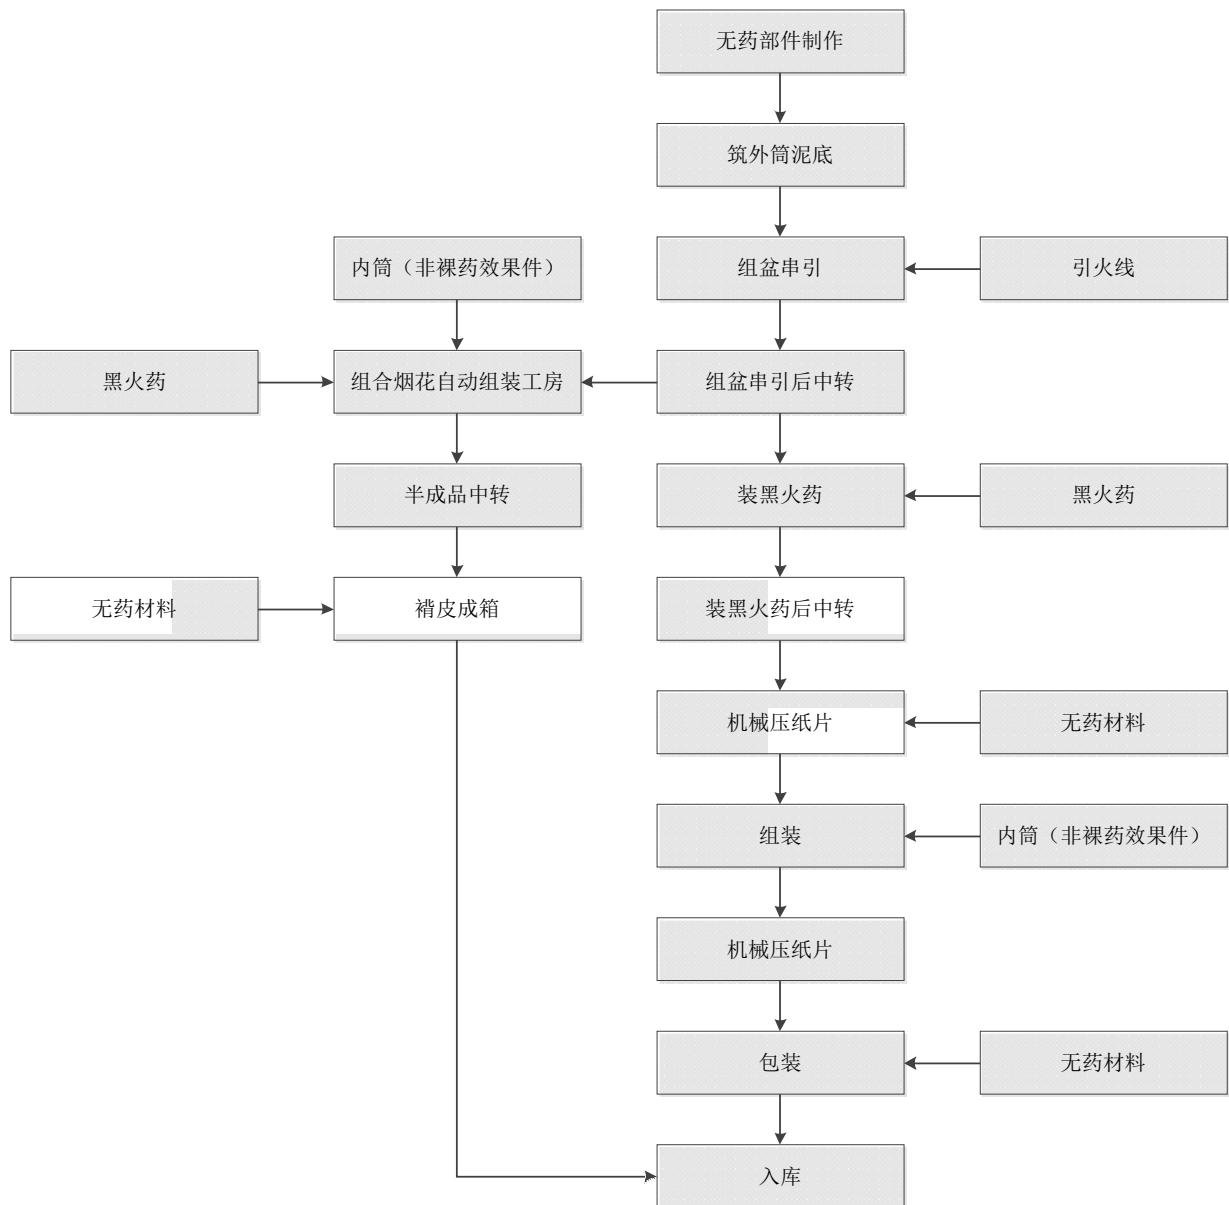 无药部件制作
筑外筒泥底
内筒（非裸药效果件）
组盆串引
引火线
黑火药
组合烟花自动组装工房
组盆串引后中转
半成品中转
装黑火药
黑火药
无药材料
褙皮成箱
装黑火药后中转
机械压纸片
无药材料
组装
内筒（非裸药效果件）
机械压纸片
包装
无药材料
入库